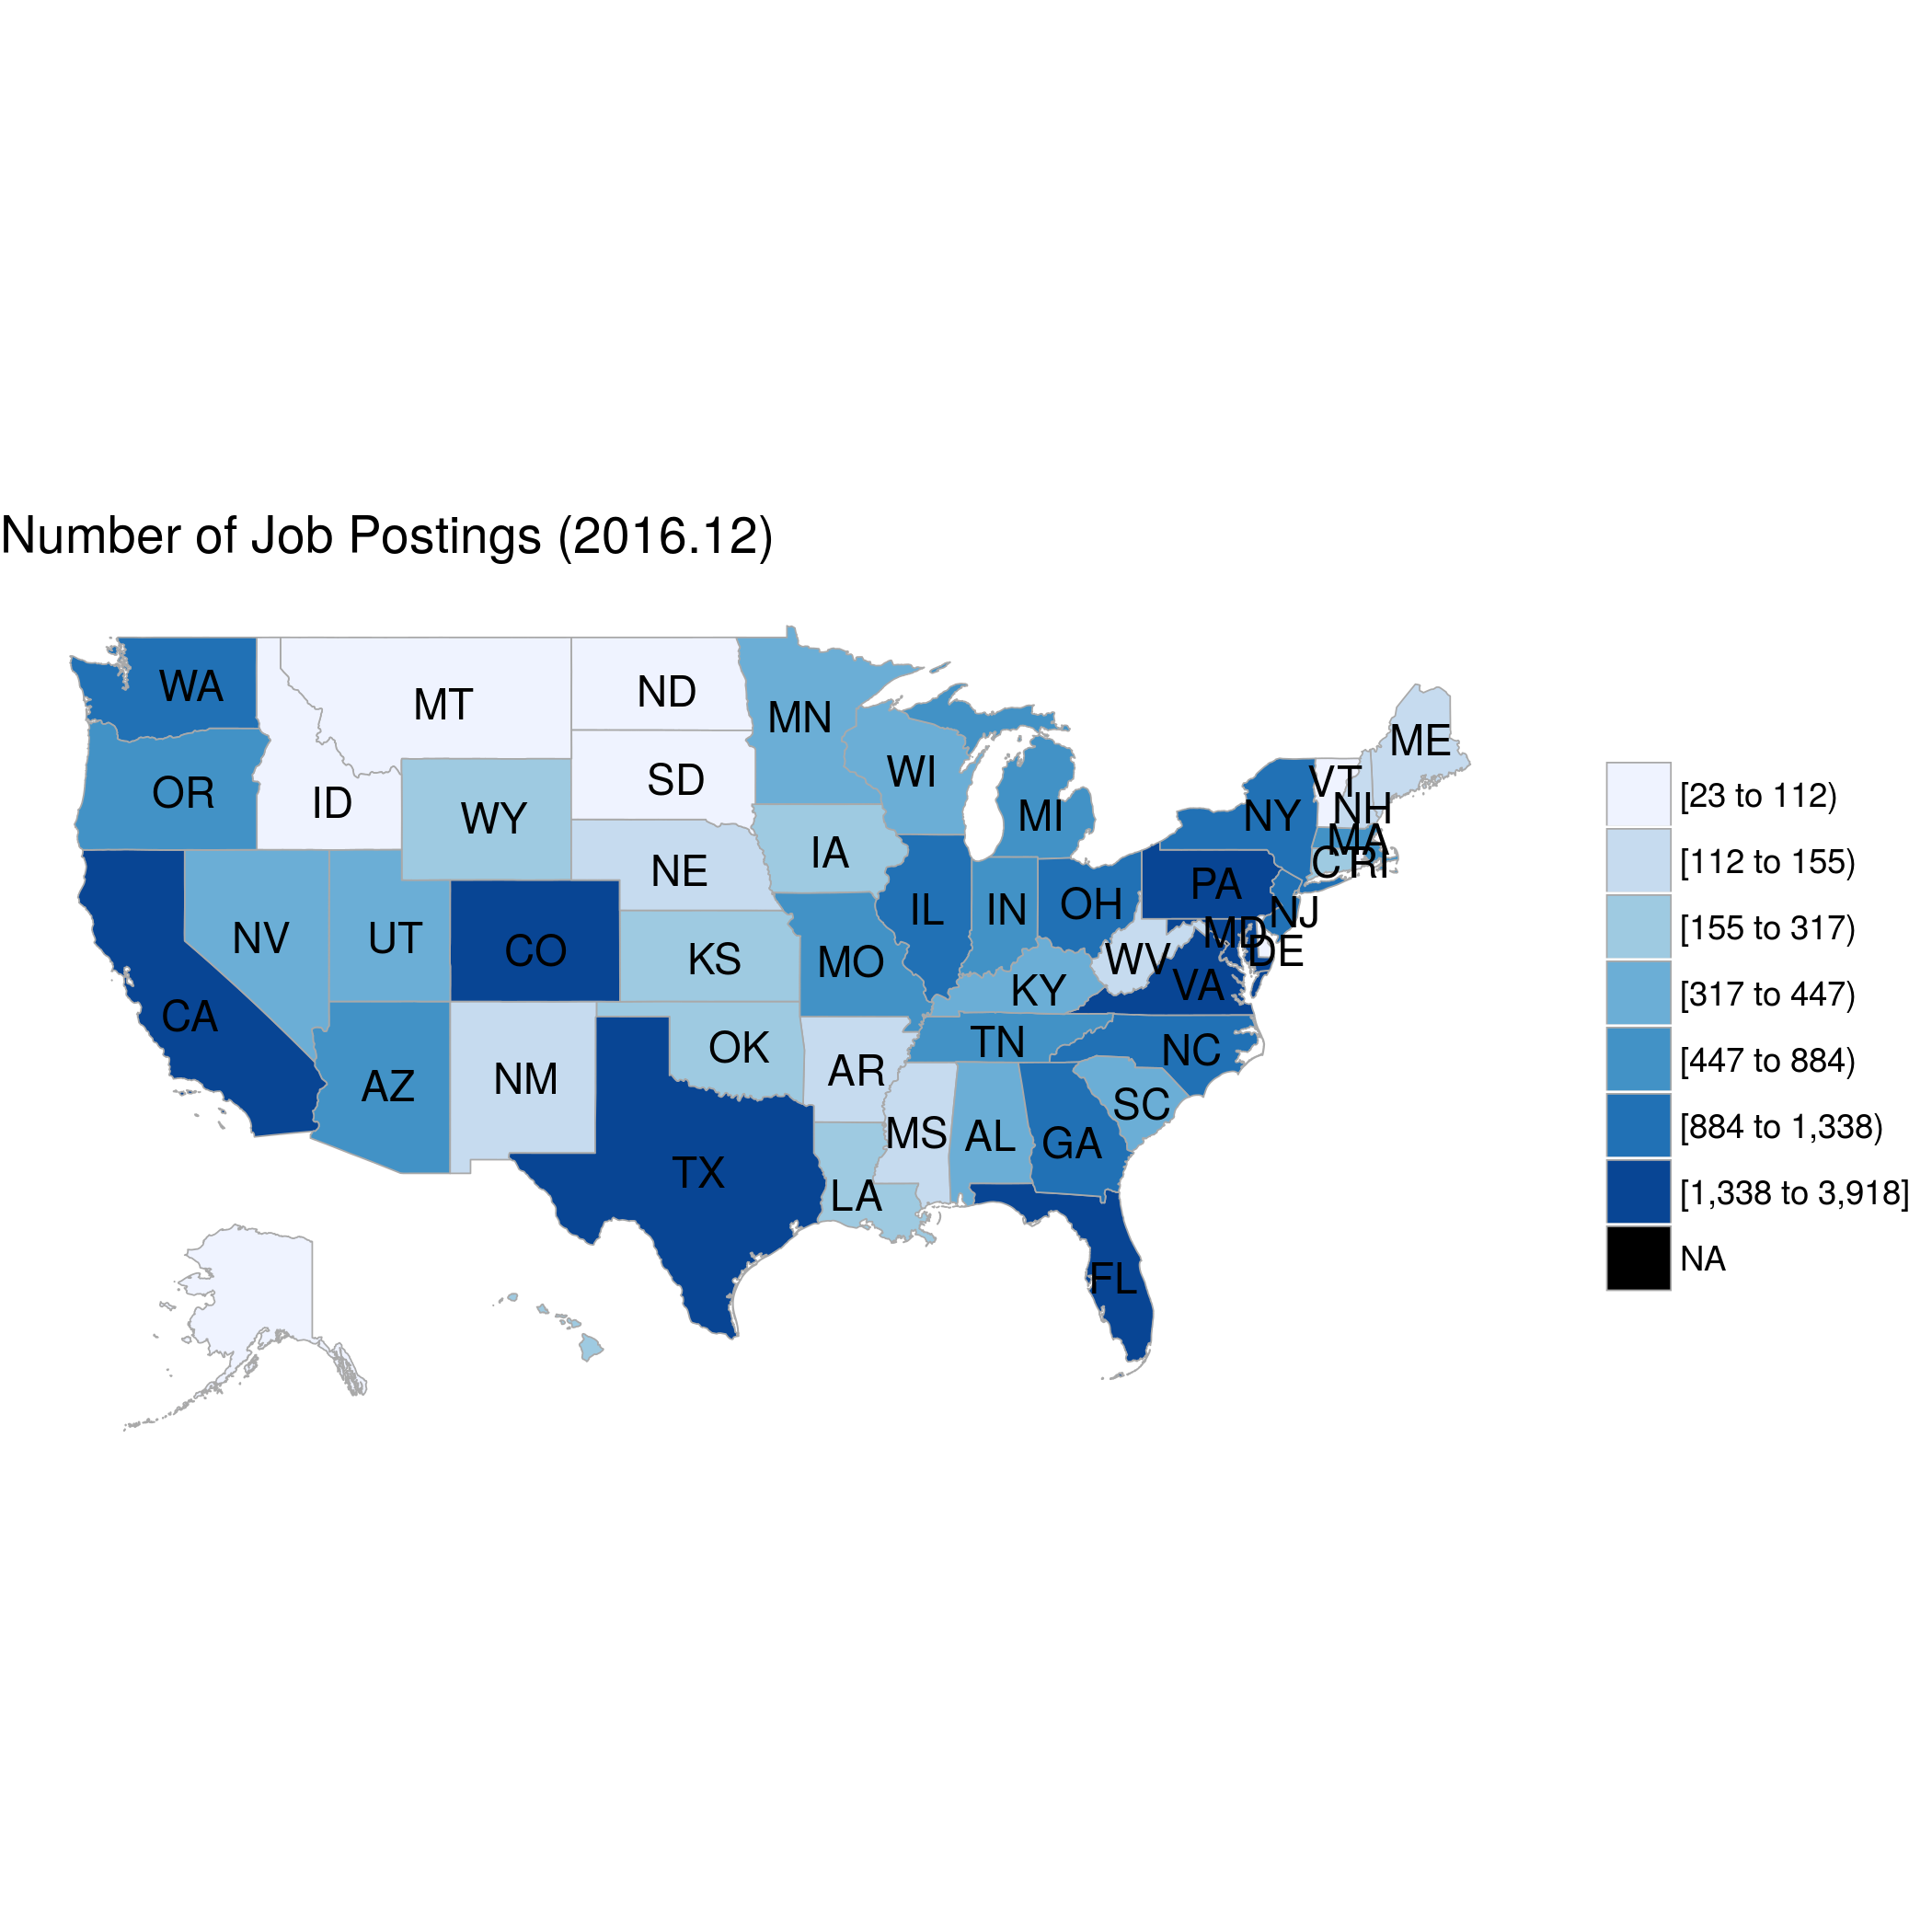 Number of Job Postings (2016.12)
WA
MT
ND
MN
ME
OR
ID
WY
SD
WI
MI
NY
VT
NH
MA
RI
NE
IA
PA
NJ
NV
UT
CO
KS
MO
IL
IN
OH
WV
MD
DE
VA
KY
CA
AZ
NM
OK
AR
TN
NC
SC
TX
LA
MS
AL
GA
FL
[23 to 112)
[112 to 155)
[155 to 317)
[317 to 447)
[447 to 884)
[884 to 1,338)
[1,338 to 3,918]
NA